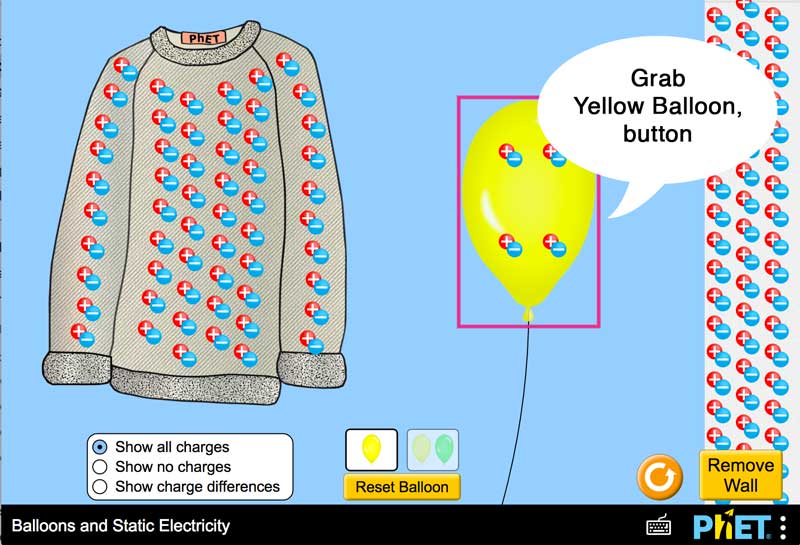 PhET
Grab
Yellow Balloon,
button
Show all charges
Show no charges
Show charge differences
Reset Balloon
Remove
Wall
Balloons and Static Electricity
PhET